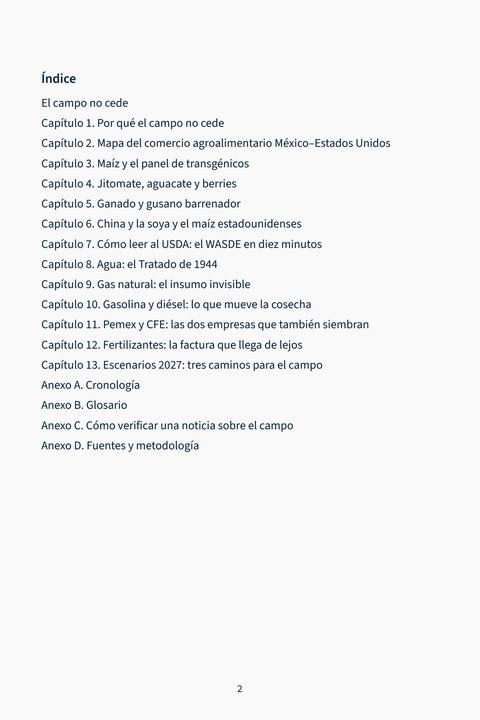 Índice
El campo no cede
Capítulo 1. Por qué el campo no cede
Capítulo 2. Mapa del comercio agroalimentario México–Estados Unidos
Capítulo 3. Maíz y el panel de transgénicos
Capítulo 4. Jitomate, aguacate y berries
Capítulo 5. Ganado y gusano barrenador
Capítulo 6. China y la soya y el maíz estadounidenses
Capítulo 7. Cómo leer al USDA: el WASDE en diez minutos
Capítulo 8. Agua: el Tratado de 1944
Capítulo 9. Gas natural: el insumo invisible
Capítulo 10. Gasolina y diésel: lo que mueve la cosecha
Capítulo 11. Pemex y CFE: las dos empresas que también siembran
Capítulo 12. Fertilizantes: la factura que llega de lejos
Capítulo 13. Escenarios 2027: tres caminos para el campo
Anexo A. Cronología
Anexo B. Glosario
Anexo C. Cómo verificar una noticia sobre el campo
Anexo D. Fuentes y metodología
2